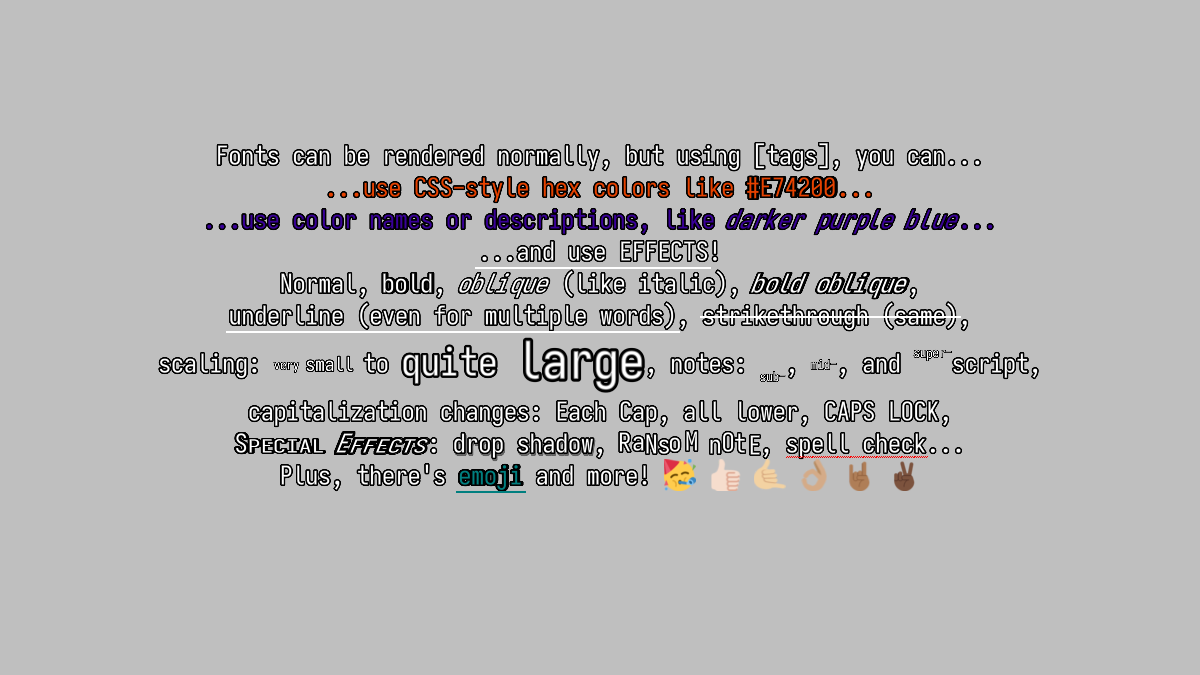 Fonts can be rendered normally, but using [tags], you can...
...use CSS-style hex colors like #E74200...
...use color names or descriptions, like darker purple blue...
...and use EFFECTS!
Normal, bold, oblique (like italic), bold oblique,
underline (even for multiple words), strikethrough (same),
scaling: very small to quite large, notes: sub-, mid-, and super-script,
capitalization changes: Each Cap, all lower, CAPS LOCK,
Special Effects: drop shadow, RaNsoM nOtE, spell check...
Plus, there's emoji and more! 🥳 👍🏻 🤙🏼 👌🏽 🤘🏾 ✌🏿